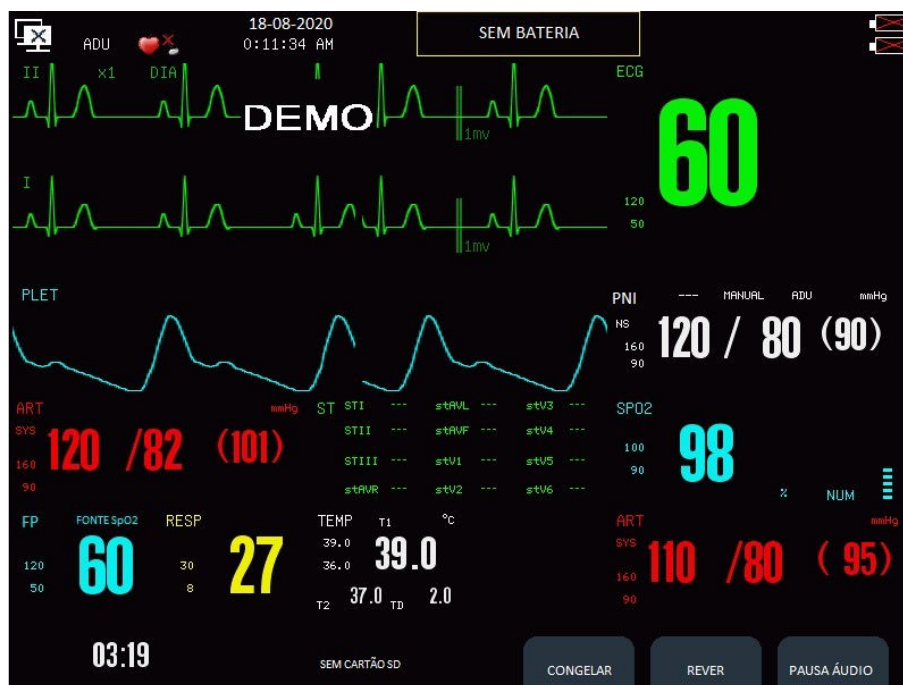 ADU
18-08-2020
0:11:34 AM
SEM BATERIA
II x1 DIA
DEMO
1mv
ECG
60
120
50
I
1mv
PLET
PNI --- MANUAL ADU mmHg
NS
160
90
120 / 80 (90)
ART mmHg
SYS
160
90
120 /82 (101)
ST STI --- stAVL --- stV3 ---
STII --- stAVF --- stV4 ---
STIII --- stV1 --- stV5 ---
stAVR --- stV2 --- stV6 ---
SPO2
100
90
98
% NUM
FP FONTE SpO2
120
50
60
RESP
30
8
27
TEMP T1 °C
39.0
36.0
39.0
T2 37.0 TD 2.0
ART mmHg
SYS
160
90
110 /80 ( 95)
03:19
SEM CARTÃO SD
CONGELAR
REVER
PAUSA ÁUDIO